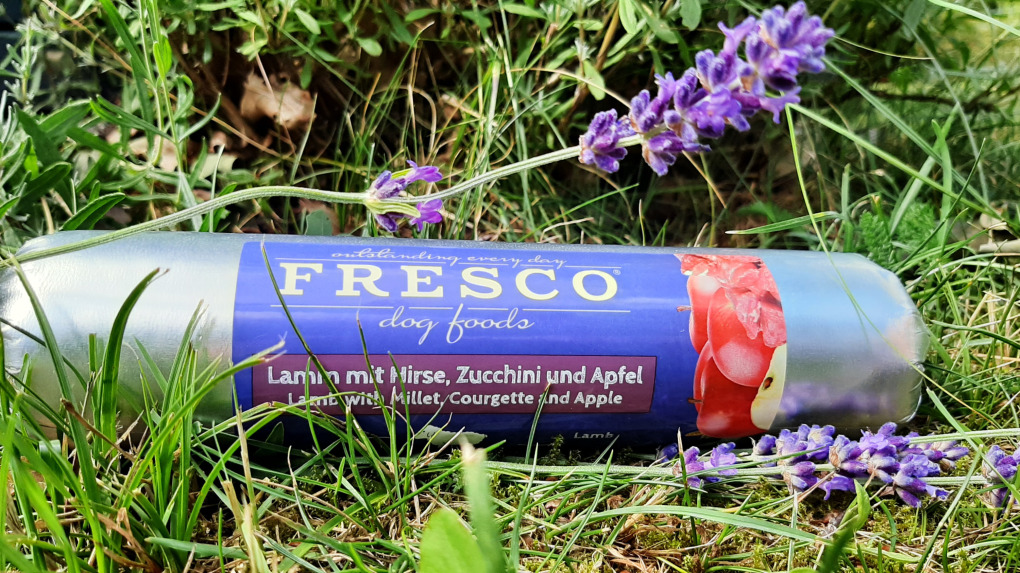 outstanding every day
FRESCO®
dog foods
Lamm mit Hirse, Zucchini und Apfel
Lamb with Millet, Courgette and Apple
Lamb